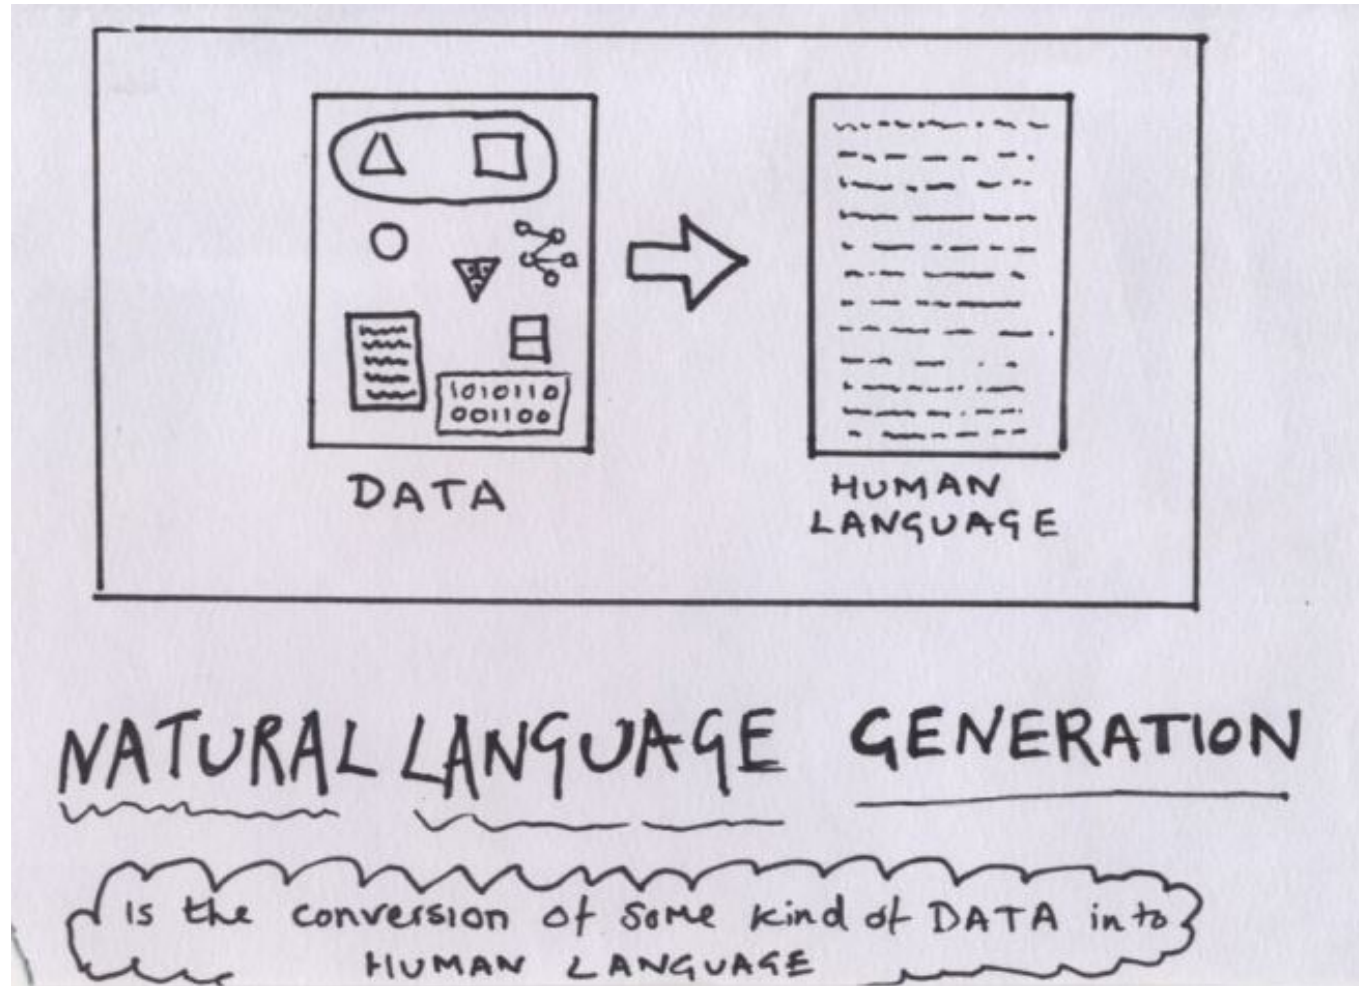 1010110
001100
DATA
HUMAN
LANGUAGE
NATURAL LANGUAGE GENERATION
is the conversion of some kind of DATA into
HUMAN LANGUAGE